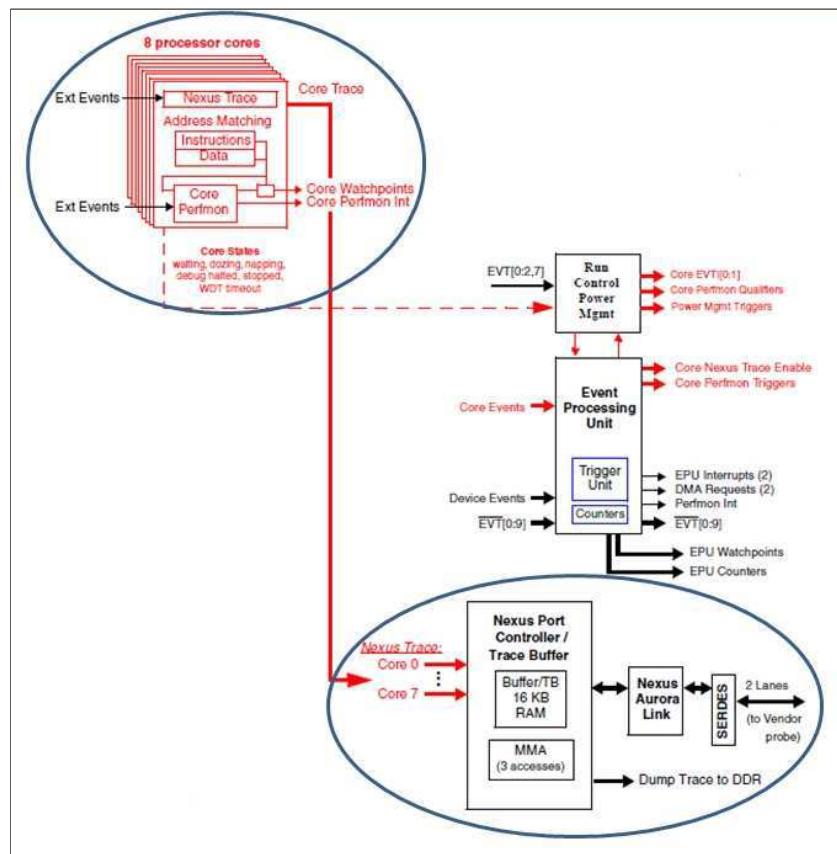 8 processor cores
Ext Events
Nexus Trace
Core Trace
Address Matching
Instructions
Data
Ext Events
Core
Perfmon
Core Watchpoints
Core Perfmon Int
Core States
waiting, dozing, napping,
debug halted, stopped,
WDT timeout
EVT[0:2,7]
Run
Control
Power
Mgmt
Core EVTI[0:1]
Core Perfmon Qualifiers
Power Mgmt Triggers
Core Nexus Trace Enable
Core Perfmon Triggers
Core Events
Event
Processing
Unit
Trigger
Unit
Counters
Device Events
EVT[0:9]
EPU Interrupts (2)
DMA Requests (2)
Perfmon Int
EVT[0:9]
EPU Watchpoints
EPU Counters
Nexus Trace:
Core 0
Core 7
Nexus Port
Controller /
Trace Buffer
Buffer/TB
16 KB
RAM
MMA
(3 accesses)
Nexus
Aurora
Link
SERDES
2 Lanes
(to Vendor
probe)
Dump Trace to DDR